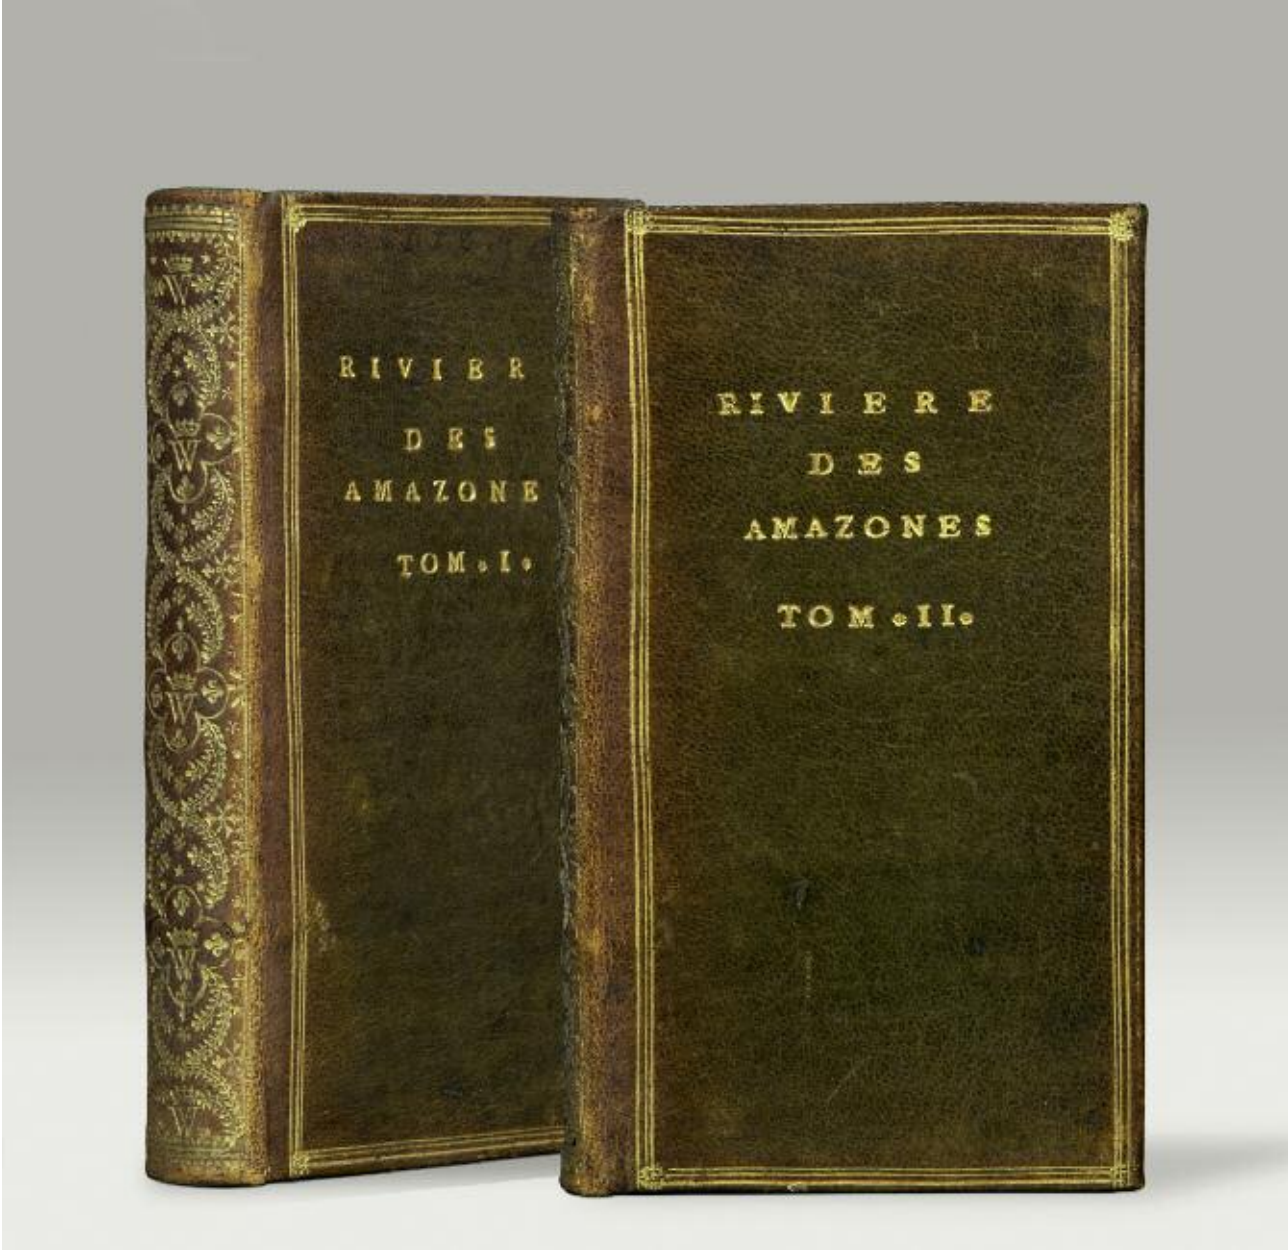 RIVIER
DES
AMAZONE
TOM. I.
RIVIERE
DES
AMAZONES
TOM. II.
W
W
W
W
W